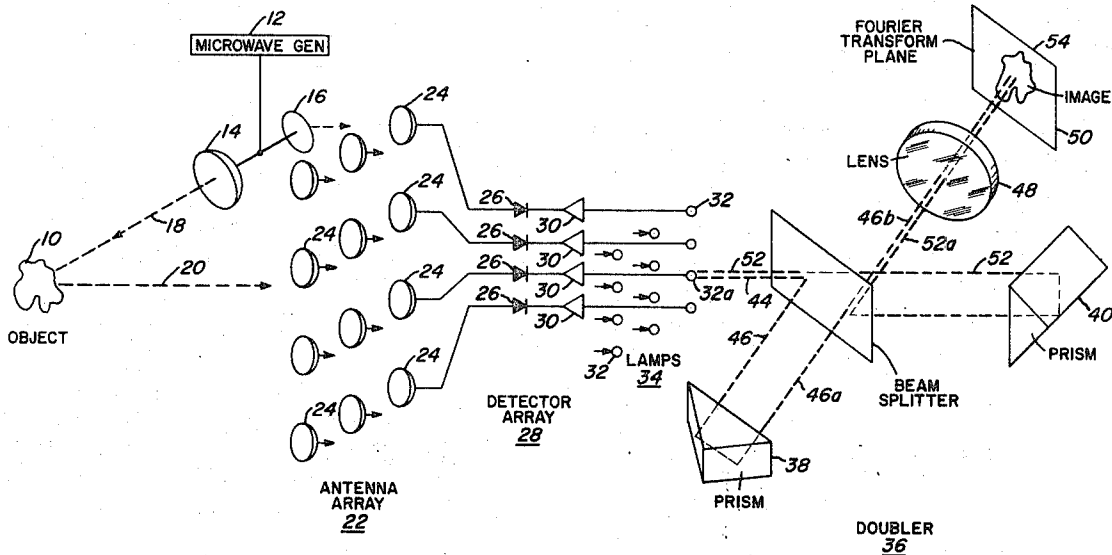 12
MICROWAVE GEN
16
14
24
18
10
OBJECT
20
24
24
24
24
24
26
26
26
26
30
30
30
30
32
32a
32
LAMPS
34
DETECTOR
ARRAY
28
ANTENNA
ARRAY
22
FOURIER
TRANSFORM
PLANE
54
IMAGE
50
LENS
48
46b
52a
52
44
52
40
PRISM
BEAM
SPLITTER
46
46a
38
PRISM
DOUBLER
36